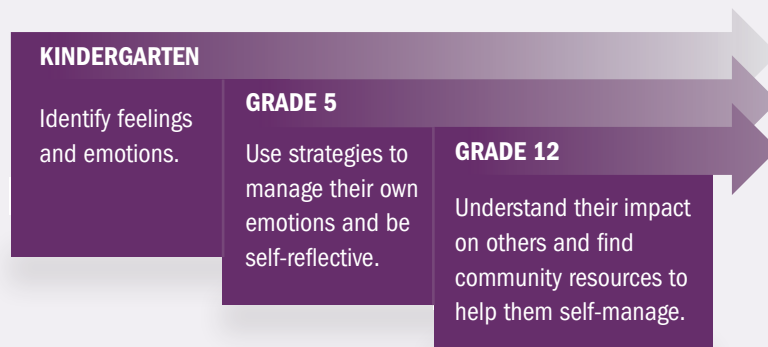 KINDERGARTEN
Identify feelings
and emotions.
GRADE 5
Use strategies to
manage their own
emotions and be
self-reflective.
GRADE 12
Understand their impact
on others and find
community resources to
help them self-manage.